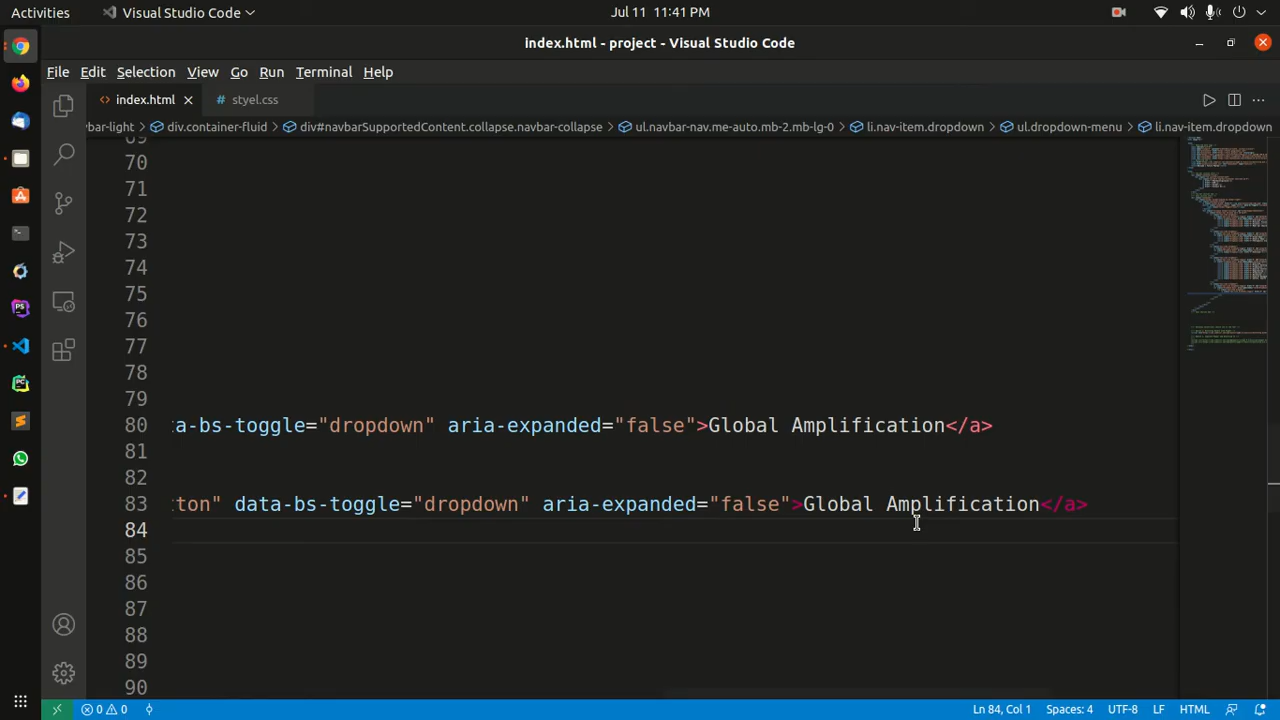 Activities
Visual Studio Code
Jul 11 11:41 PM
index.html - project - Visual Studio Code
File Edit Selection View Go Run Terminal Help
index.html
styel.css
vbar-light
div.container-fluid
div#navbarSupportedContent.collapse.navbar-collapse
ul.navbar-nav.me-auto.mb-2.mb-lg-0
li.nav-item.dropdown
ul.dropdown-menu
li.nav-item.dropdown
69
70
71
72
73
74
75
76
77
78
79
80 ta-bs-toggle="dropdown" aria-expanded="false">Global Amplification</a>
81
82
83 tton" data-bs-toggle="dropdown" aria-expanded="false">Global Amplification</a>
84
85
86
87
88
89
90
0 0
Ln 84, Col 1
Spaces: 4
UTF-8
LF
HTML